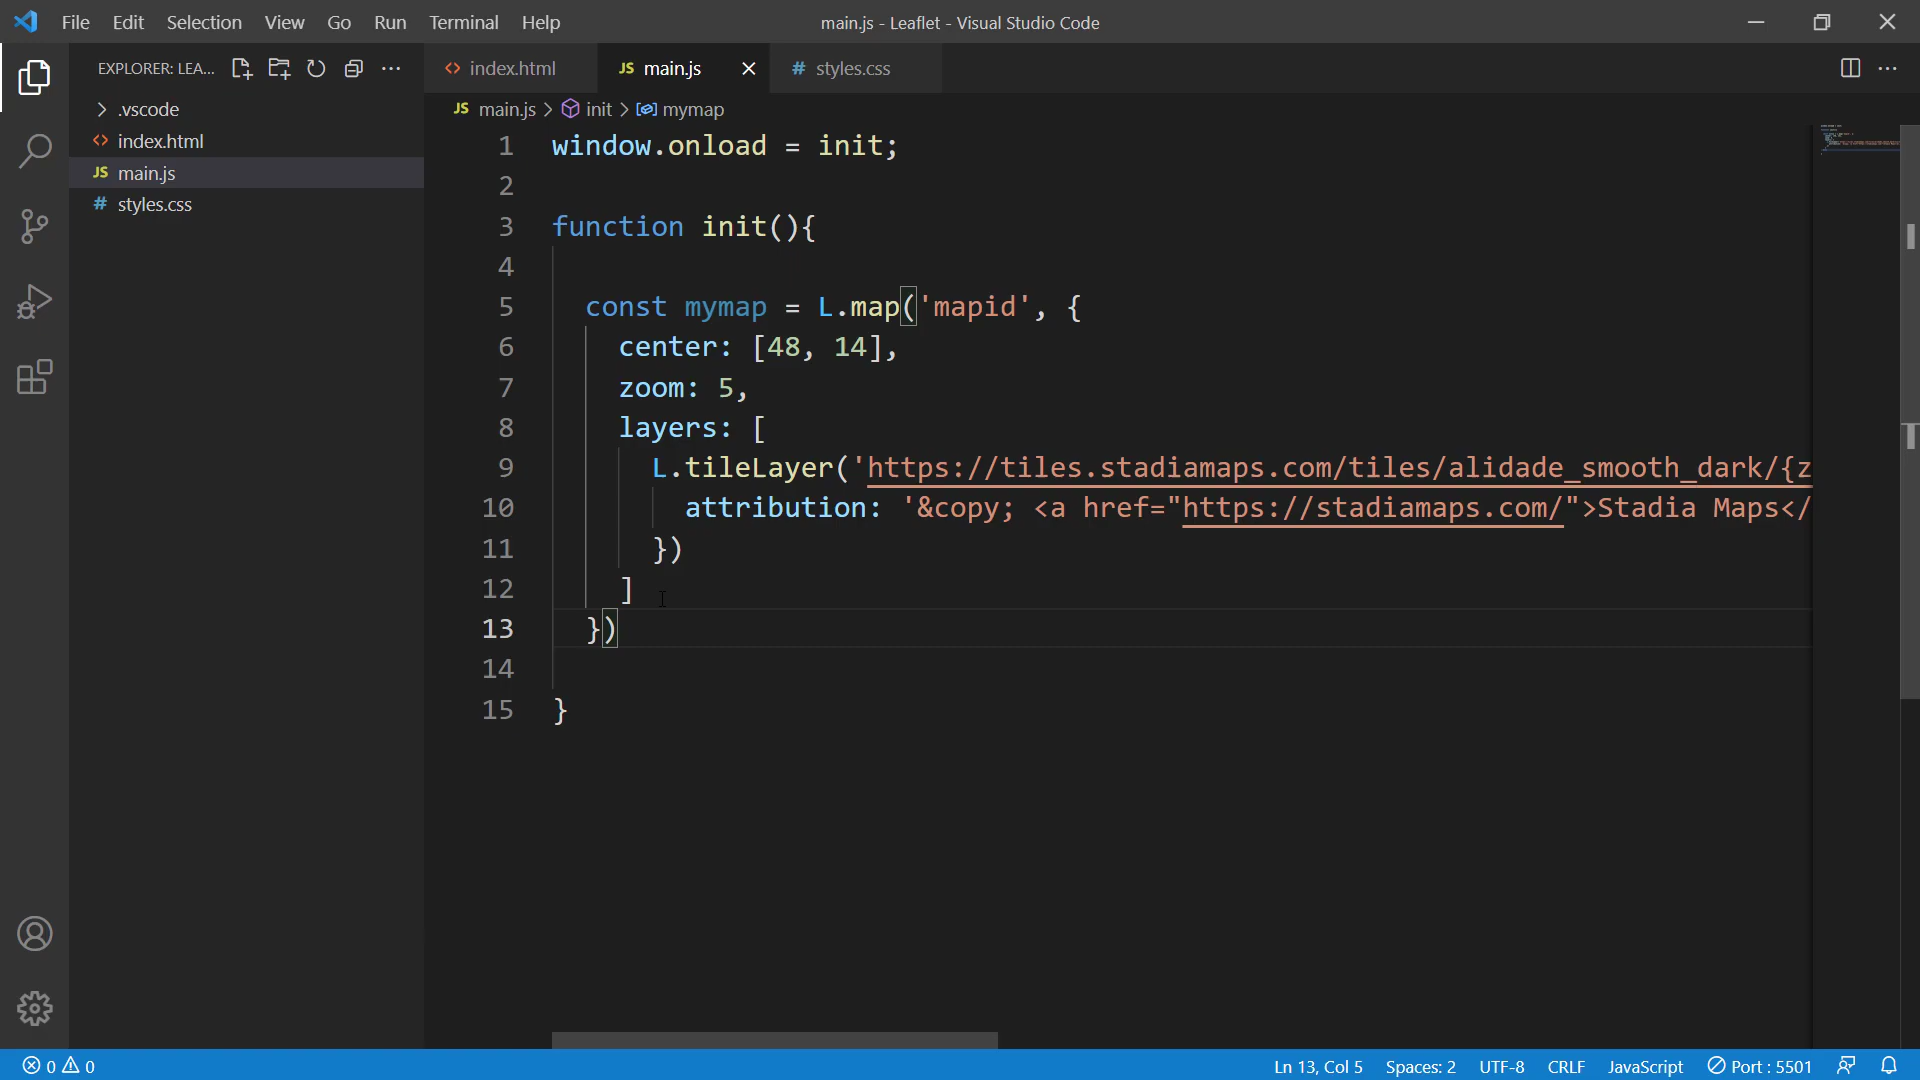 File Edit Selection View Go Run Terminal Help
main.js - Leaflet - Visual Studio Code
EXPLORER: LEA...
index.html
JS main.js
# styles.css
.vscode
index.html
JS main.js
# styles.css
JS main.js > init > mymap
1 window.onload = init;
2
3 function init(){
4
5 const mymap = L.map('mapid', {
6 center: [48, 14],
7 zoom: 5,
8 layers: [
9 L.tileLayer('https://tiles.stadiamaps.com/tiles/alidade_smooth_dark/{z
10 attribution: '&copy; <a href="https://stadiamaps.com/">Stadia Maps</
11 })
12 ]
13 })
14
15 }
0 0
Ln 13, Col 5 Spaces: 2 UTF-8 CRLF JavaScript Port : 5501